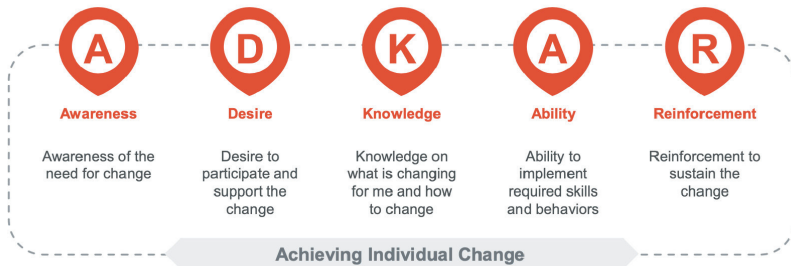 A D K A R
Awareness Desire Knowledge Ability Reinforcement
Awareness of the
need for change
Desire to
participate and
support the
change
Knowledge on
what is changing
for me and how
to change
Ability to
implement
required skills
and behaviors
Reinforcement to
sustain the
change
Achieving Individual Change